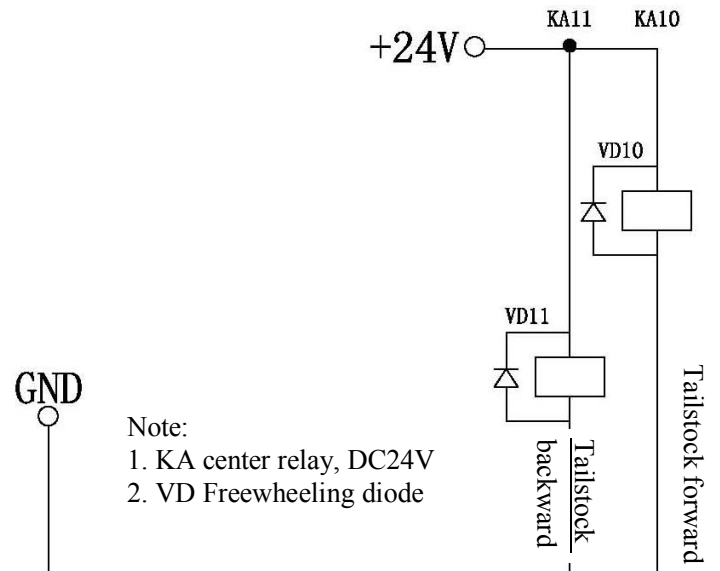 KA11 KA10
+24V
VD10
VD11
GND
Note:
1. KA center relay, DC24V
2. VD Freewheeling diode
Tailstock
backward
Tailstock forward